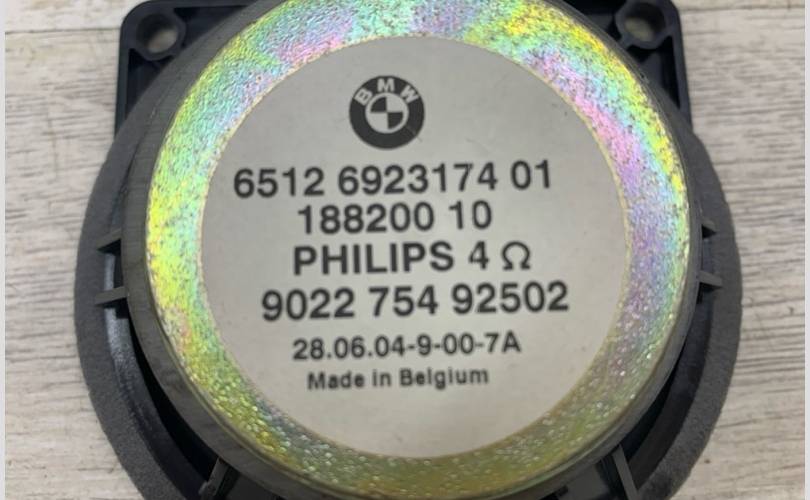 BMW
6512 6923174 01
188200 10
PHILIPS 4 Ω
9022 754 92502
28.06.04-9-00-7A
Made in Belgium